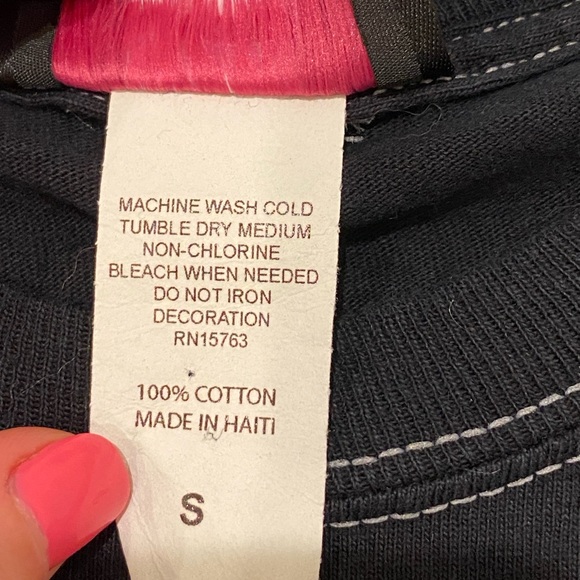 MACHINE WASH COLD
TUMBLE DRY MEDIUM
NON-CHLORINE
BLEACH WHEN NEEDED
DO NOT IRON
DECORATION
RN15763
100% COTTON
MADE IN HAITI
S